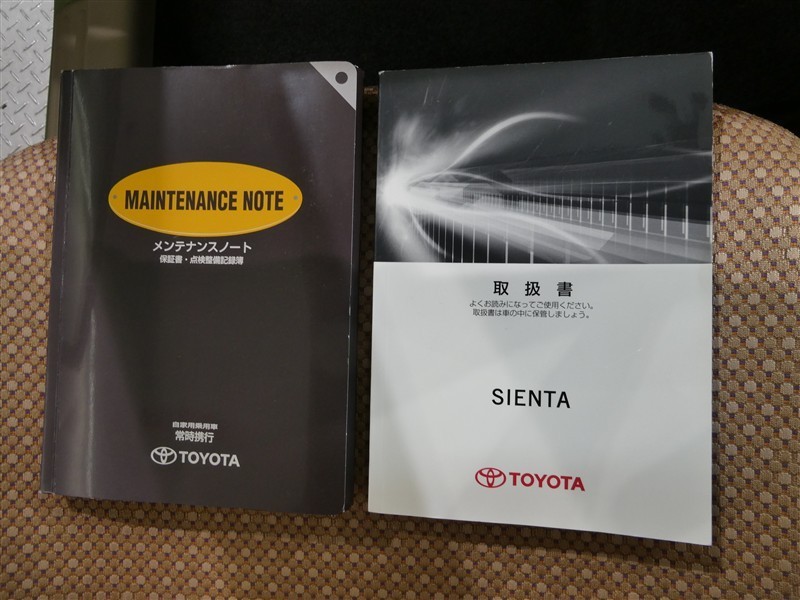 MAINTENANCE NOTE
メンテナンスノート
保証書・点検整備記録簿
自家用乗用車
常時携行
TOYOTA
取扱書
よくお読みになってご使用ください。
取扱書は車の中に保管しましょう。
SIENTA
TOYOTA